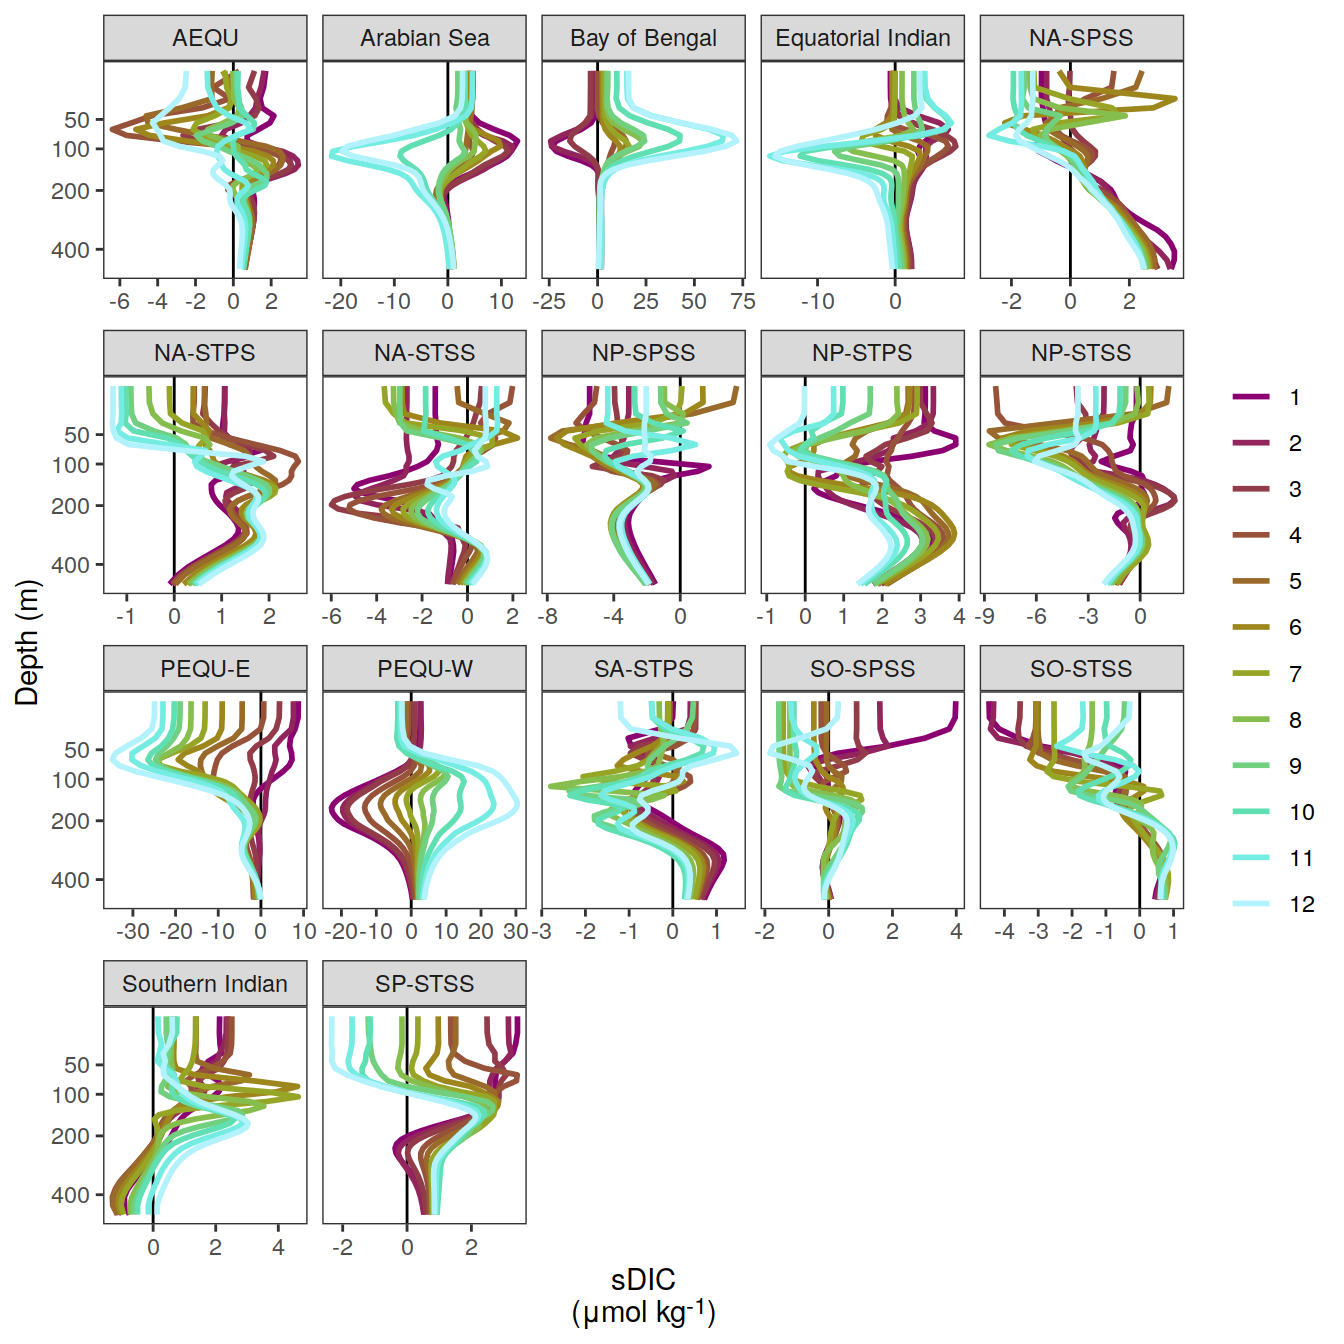 AEQU Arabian Sea Bay of Bengal Equatorial Indian NA-SPSS
50
100
200
400
-6 -4 -2 0 2 -20 -10 0 10 -25 0 25 50 75 -10 0 -2 0 2
NA-STPS NA-STSS NP-SPSS NP-STPS NP-STSS
50
100
200
400
-1 0 1 2 -6 -4 -2 0 2 -8 -4 0 -1 0 1 2 3 4 -9 -6 -3 0
PEQU-E PEQU-W SA-STPS SO-SPSS SO-STSS
50
100
200
400
-30 -20 -10 0 10 -20 -10 0 10 20 30 -3 -2 -1 0 1 -2 0 2 4 -4 -3 -2 -1 0 1
Southern Indian SP-STSS
50
100
200
400
0 2 4 -2 0 2
Depth (m)
sDIC
(µmol kg-1)
1
2
3
4
5
6
7
8
9
10
11
12